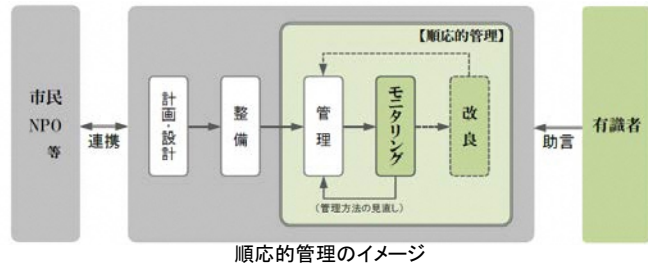 【順応的管理】
市民
NPO
等
連携
計画・設計
整備
管理
モニタリング
改良
助言
有識者
(管理方法の見直し)
順応的管理のイメージ